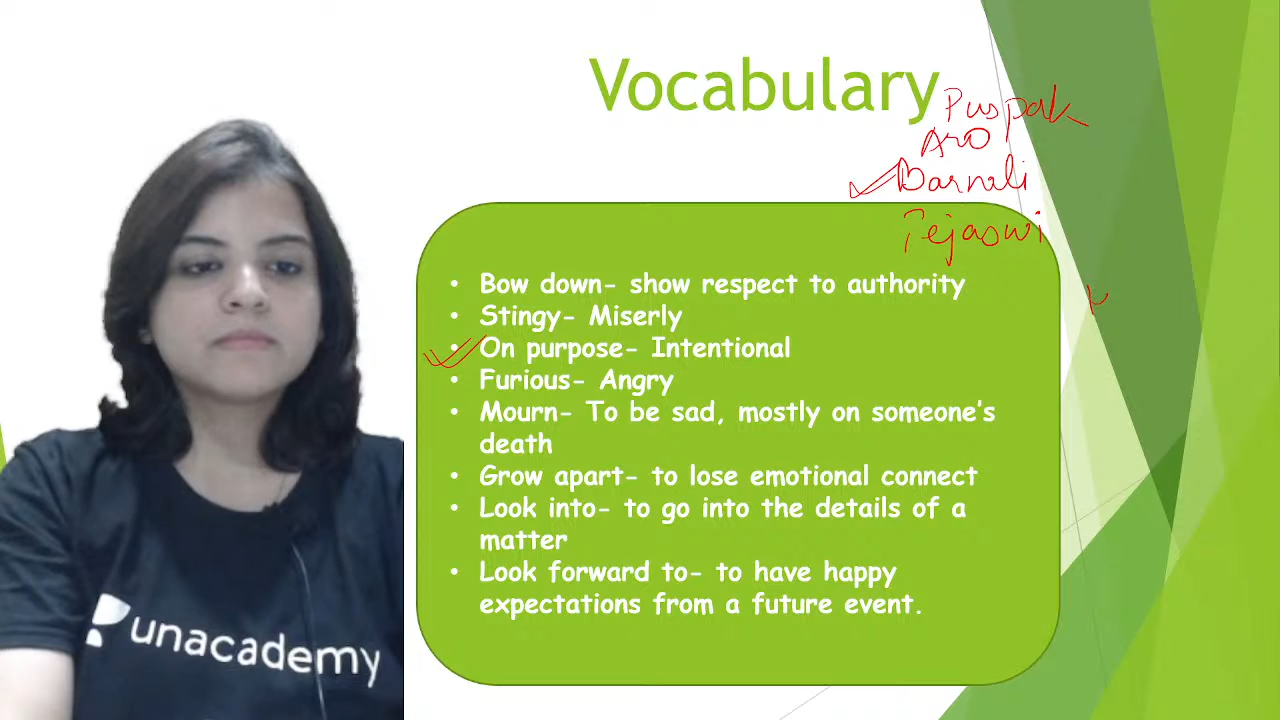 Vocabulary
Puspak
Aro
Barnali
Tejaswi
• Bow down- show respect to authority
• Stingy- Miserly
• On purpose- Intentional
• Furious- Angry
• Mourn- To be sad, mostly on someone's
death
• Grow apart- to lose emotional connect
• Look into- to go into the details of a
matter
• Look forward to- to have happy
expectations from a future event.
unacademy